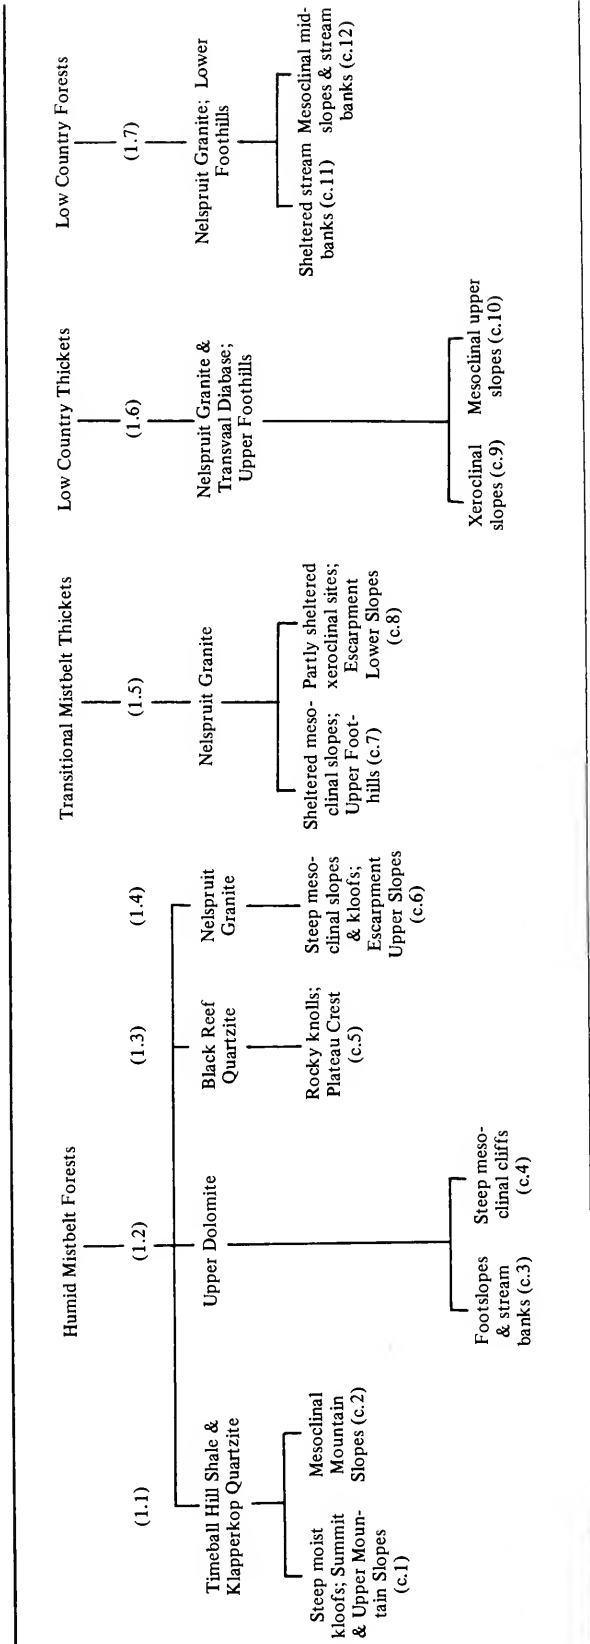 Humid Mistbelt Forests
(1.1)
(1.2)
(1.3)
(1.4)
Timeball Hill Shale &
Klapperkop Quartzite
Upper Dolomite
Black Reef
Quartzite
Nelspruit
Granite
Steep moist
kloofs; Summit
& Upper Moun-
tain Slopes
(c.1)
Mesoclinal
Mountain
Slopes (c.2)
Footslopes
& stream
banks (c.3)
Steep meso-
clinal cliffs
(c.4)
Rocky knolls;
Plateau Crest
(c.5)
Steep meso-
clinal slopes
& kloofs;
Escarpment
Upper Slopes
(c.6)
Transitional Mistbelt Thickets
(1.5)
Nelspruit Granite
Sheltered meso-
clinal slopes;
Upper Foot-
hills (c.7)
Partly sheltered
xeroclinal sites;
Escarpment
Lower Slopes
(c.8)
Low Country Thickets
(1.6)
Nelspruit Granite &
Transvaal Diabase;
Upper Foothills
Xeroclinal
slopes (c.9)
Mesoclinal upper
slopes (c.10)
Low Country Forests
(1.7)
Nelspruit Granite; Lower
Foothills
Sheltered stream
banks (c.11)
Mesoclinal mid-
slopes & stream
banks (c.12)